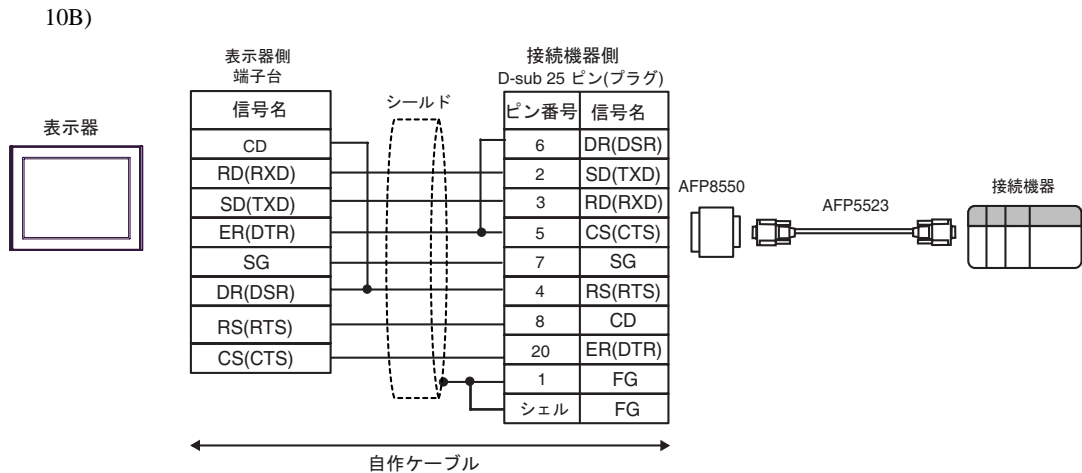 10B)
表示器
表示器側
端子台
信号名
CD
RD(RXD)
SD(TXD)
ER(DTR)
SG
DR(DSR)
RS(RTS)
CS(CTS)
シールド
接続機器側
D-sub 25 ピン(プラグ)
ピン番号 信号名
6 DR(DSR)
2 SD(TXD)
3 RD(RXD)
5 CS(CTS)
7 SG
4 RS(RTS)
8 CD
20 ER(DTR)
1 FG
シェル FG
自作ケーブル
AFP8550
AFP5523
接続機器